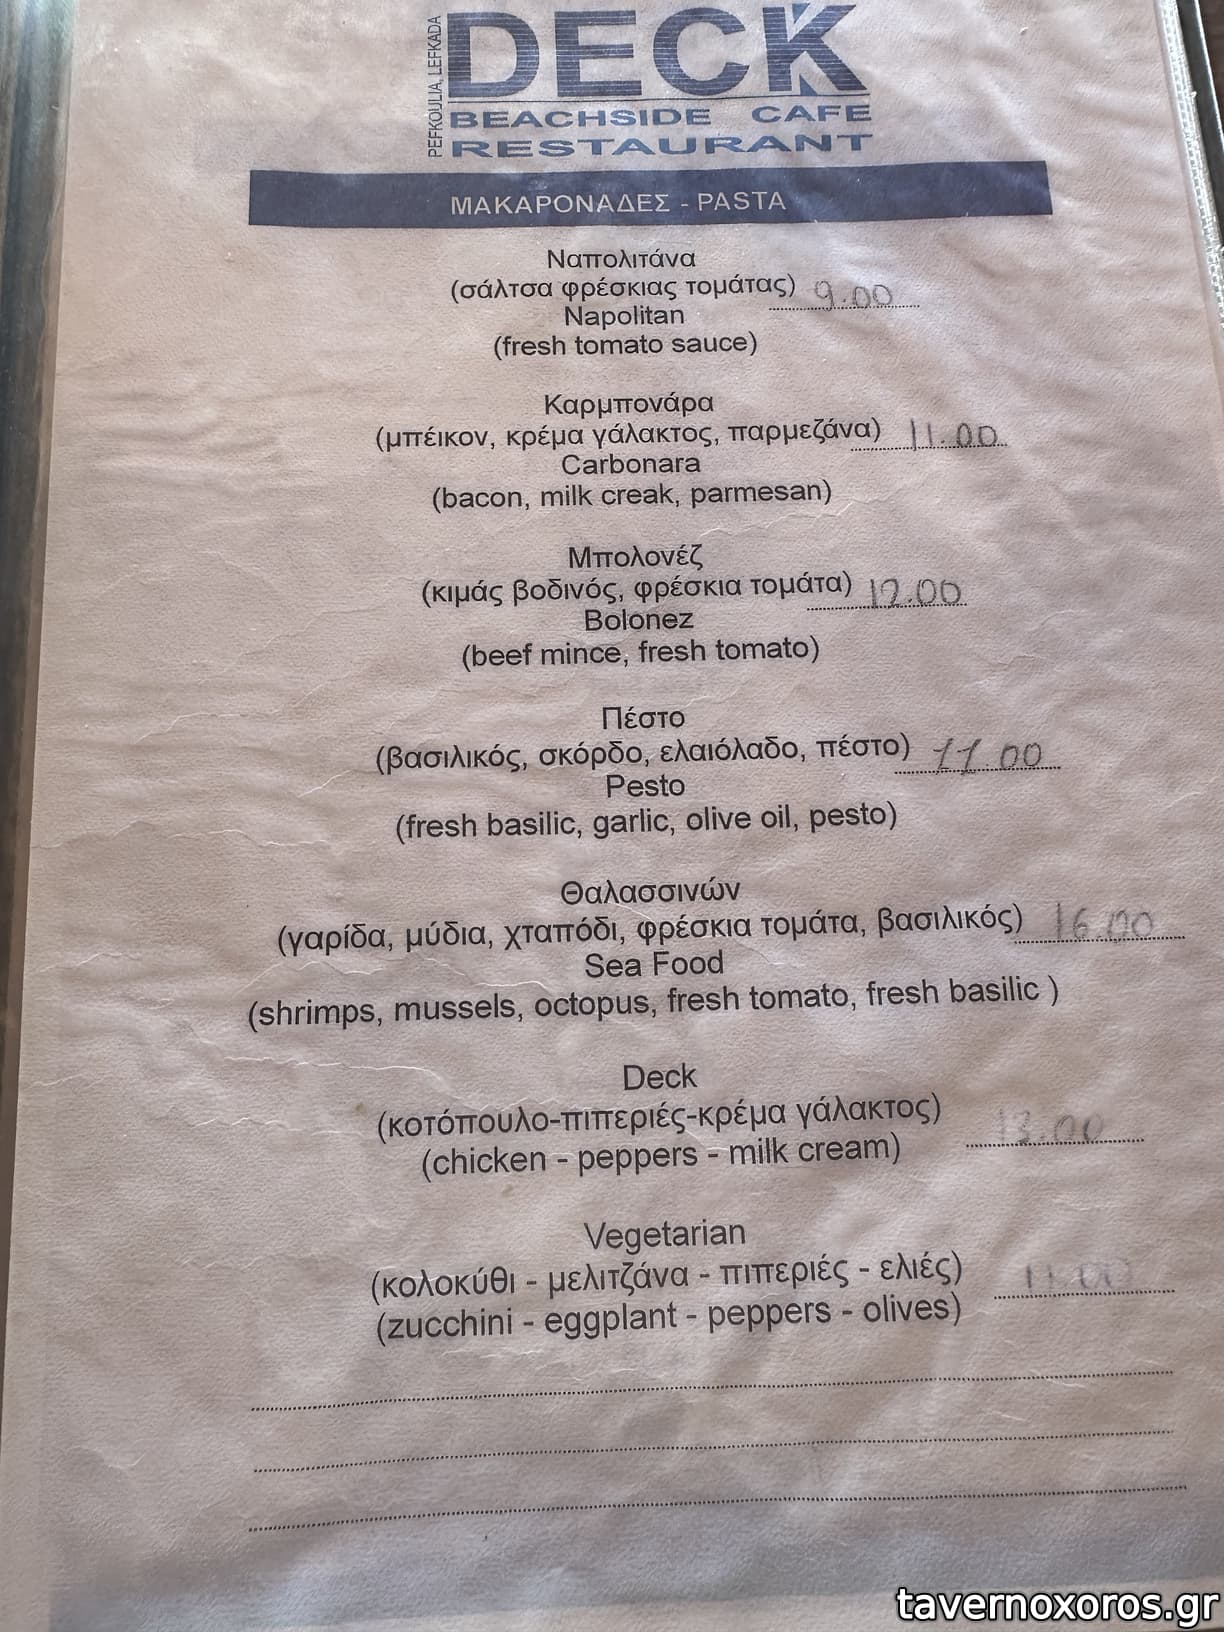 PEFKOULIA, LEFKADA
DECK
BEACHSIDE CAFE
RESTAURANT
ΜΑΚΑΡΟΝΑΔΕΣ - PASTA
Ναπολιτάνα
(σάλτσα φρέσκιας τομάτας) 9.00
Napolitan
(fresh tomato sauce)
Καρμπονάρα
(μπέικον, κρέμα γάλακτος, παρμεζάνα) 11.00
Carbonara
(bacon, milk creak, parmesan)
Μπολονέζ
(κιμάς βοδινός, φρέσκια τομάτα) 12.00
Bolonez
(beef mince, fresh tomato)
Πέστο
(βασιλικός, σκόρδο, ελαιόλαδο, πέστο) 11.00
Pesto
(fresh basilic, garlic, olive oil, pesto)
Θαλασσινών
(γαρίδα, μύδια, χταπόδι, φρέσκια τομάτα, βασιλικός) 16.00
Sea Food
(shrimps, mussels, octopus, fresh tomato, fresh basilic )
Deck
(κοτόπουλο-πιπεριές-κρέμα γάλακτος) 13.00
(chicken - peppers - milk cream)
Vegetarian
(κολοκύθι - μελιτζάνα - πιπεριές - ελιές) 11.00
(zucchini - eggplant - peppers - olives)
tavernoxoros.gr